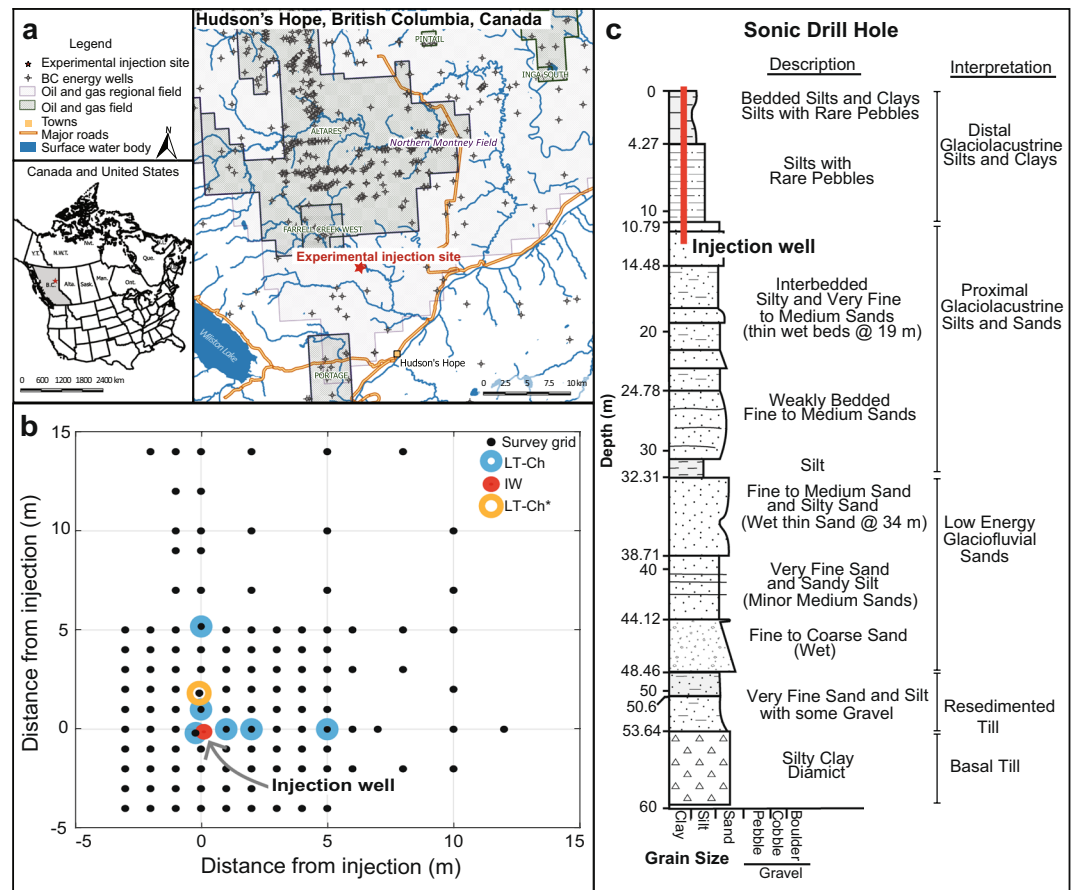 a
Hudson's Hope, British Columbia, Canada
Legend
Experimental injection site
BC energy wells
Oil and gas regional field
Oil and gas field
Towns
Major roads
Surface water body
N
Canada and United States
Y.T.
N.W.T.
Nvt.
B.C.
Alta.
Sask.
Man.
Ont.
Que.
0 600 1200 1800 2400 km
PINTAIL
INGA SOUTH
ALTARES
Northern Montney Field
FARRELL CREEK WEST
Experimental injection site
Williston Lake
Hudson's Hope
PORTAGE
0 2.5 5 7.5 10 km
b
15
10
5
0
-5
-5 0 5 10 15
Distance from injection (m)
Distance from injection (m)
Survey grid
LT-Ch
IW
LT-Ch*
Injection well
c
Sonic Drill Hole
Description
Interpretation
Depth (m)
0
4.27
10
10.79
14.48
20
24.78
30
32.31
38.71
40
44.12
48.46
50
50.6
53.64
60
Bedded Silts and Clays
Silts with Rare Pebbles
Silts with
Rare Pebbles
Injection well
Interbedded
Silty and Very Fine
to Medium Sands
(thin wet beds @ 19 m)
Weakly Bedded
Fine to Medium Sands
Silt
Fine to Medium Sand
and Silty Sand
(Wet thin Sand @ 34 m)
Very Fine Sand
and Sandy Silt
(Minor Medium Sands)
Fine to Coarse Sand
(Wet)
Very Fine Sand and Silt
with some Gravel
Silty Clay
Diamict
Distal
Glaciolacustrine
Silts and Clays
Proximal
Glaciolacustrine
Silts and Sands
Low Energy
Glaciofluvial
Sands
Resedimented
Till
Basal Till
Clay
Silt
Sand
Pebble
Cobble
Boulder
Grain Size
Gravel